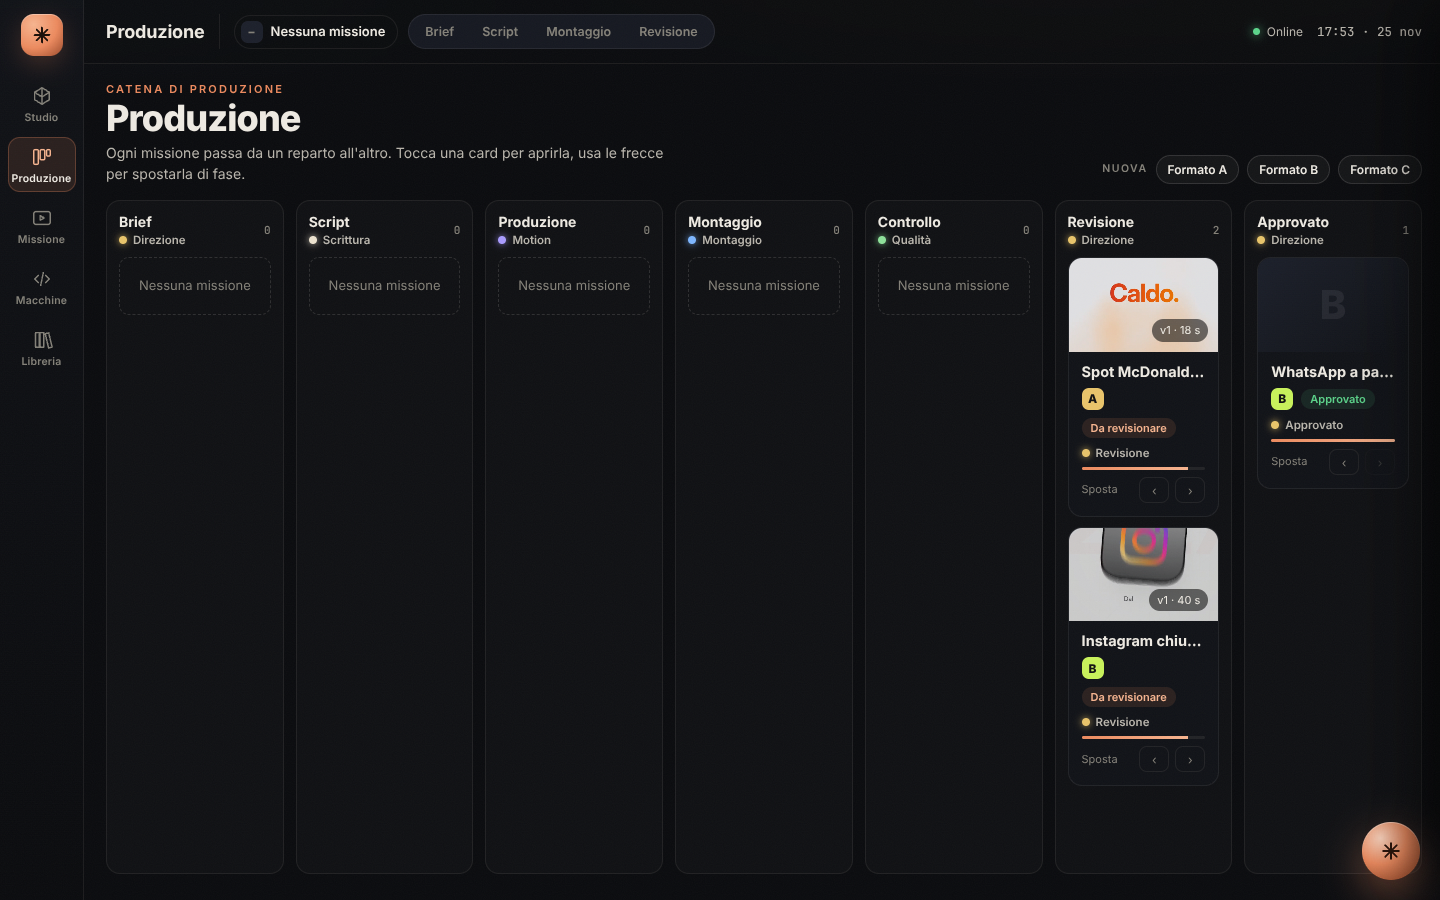 Produzione
Nessuna missione
Brief
Script
Montaggio
Revisione
Online
17:53 · 25 nov
Studio
Produzione
Missione
Macchine
Libreria
CATENA DI PRODUZIONE
Produzione
Ogni missione passa da un reparto all'altro. Tocca una card per aprirla, usa le frecce
per spostarla di fase.
NUOVA
Formato A
Formato B
Formato C
Brief
0
Direzione
Nessuna missione
Script
0
Scrittura
Nessuna missione
Produzione
0
Motion
Nessuna missione
Montaggio
0
Montaggio
Nessuna missione
Controllo
0
Qualità
Nessuna missione
Revisione
2
Direzione
Caldo.
v1 · 18 s
Spot McDonald...
A
Da revisionare
Revisione
Sposta
‹
›
v1 · 40 s
Instagram chiu...
B
Da revisionare
Revisione
Sposta
‹
›
Approvato
1
Direzione
B
WhatsApp a pa...
B
Approvato
Approvato
Sposta
‹
›